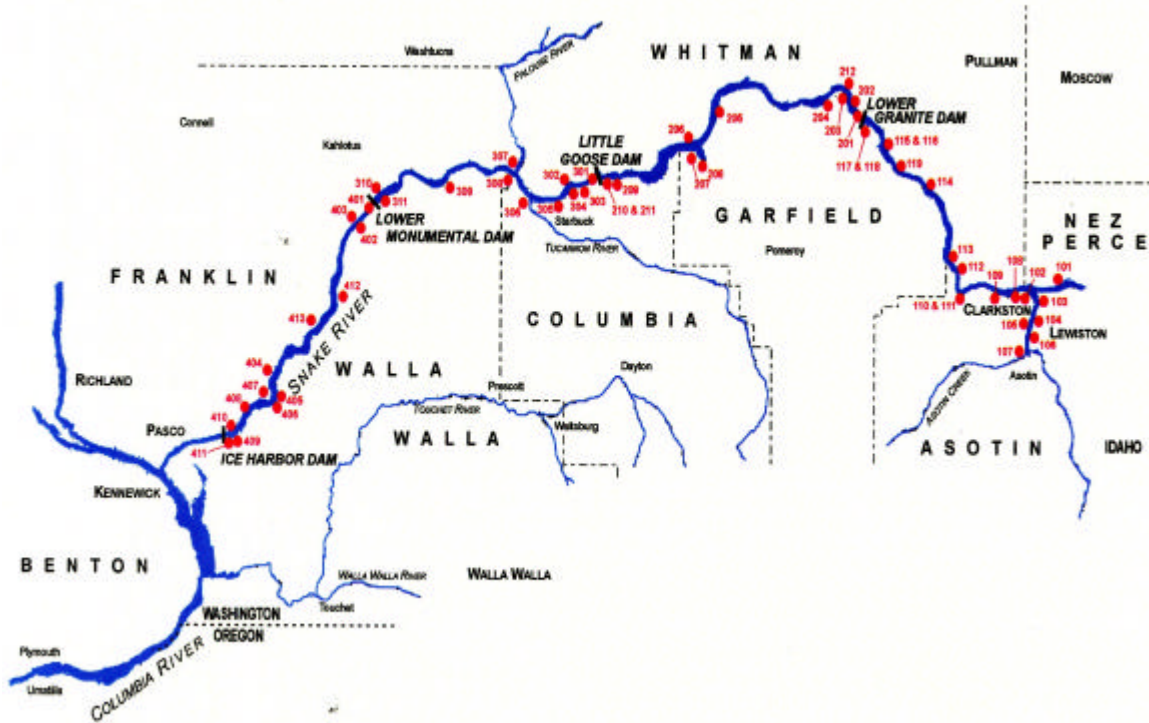 WHITMAN
PULLMAN
MOSCOW
Washtucna
PALOUSE RIVER
212
202
LOWER
GRANITE DAM
204
203
201
205
Connell
Kahlotus
LITTLE
GOOSE DAM
206
207
208
117 & 118
115 & 116
119
114
307
302
301
209
210 & 211
303
304
305
306
Starbuck
310
309
311
401
403
402
LOWER
MONUMENTAL DAM
TUCANNON RIVER
GARFIELD
Pomeroy
NEZ
PERCE
FRANKLIN
113
112
109
108
102
101
110 & 111
CLARKSTON
103
104
105
LEWISTON
106
107
Asotin
412
413
SNAKE RIVER
COLUMBIA
404
WALLA
407
405
406
408
RICHLAND
Prescott
Dayton
TOUCHET RIVER
WALLA
Waitsburg
ASOTIN CREEK
ASOTIN
IDAHO
PASCO
410
409
411
ICE HARBOR DAM
KENNEWICK
BENTON
WALLA WALLA RIVER
WALLA WALLA
Touchet
WASHINGTON
OREGON
Plymouth
Umatilla
COLUMBIA RIVER